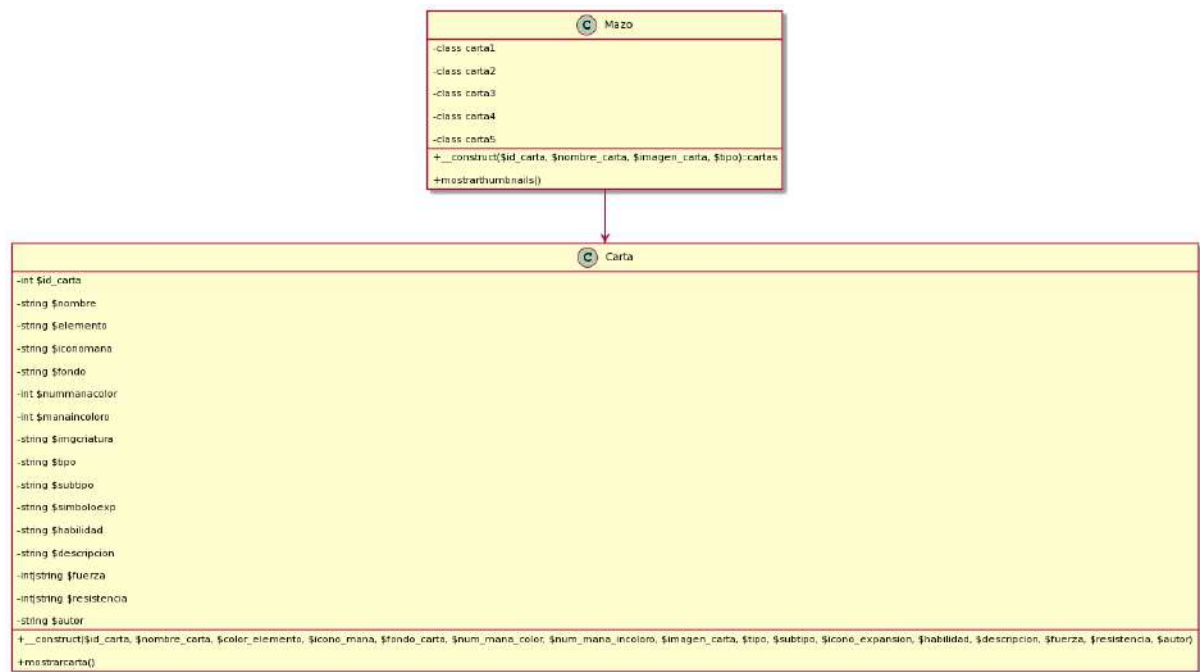 C Mazo
-class carta1
-class carta2
-class carta3
-class carta4
-class carta5
+__construct($id_carta, $nombre_carta, $imagen_carta, $tipo)::cartas
+mostrarthumbnails()
C Carta
-int $id_carta
-string $nombre
-string $elemento
-string $iconomana
-string $fondo
-int $nummanacolor
-int $manaincoloro
-string $imgcriatura
-string $tipo
-string $subtipo
-string $simboloexp
-string $habilidad
-string $descripcion
-int|string $fuerza
-int|string $resistencia
-string $autor
+__construct($id_carta, $nombre_carta, $color_elemento, $icono_mana, $fondo_carta, $num_mana_color, $num_mana_incoloro, $imagen_carta, $tipo, $subtipo, $icono_expansion, $habilidad, $descripcion, $fuerza, $resistencia, $autor)
+mostrarcarta()